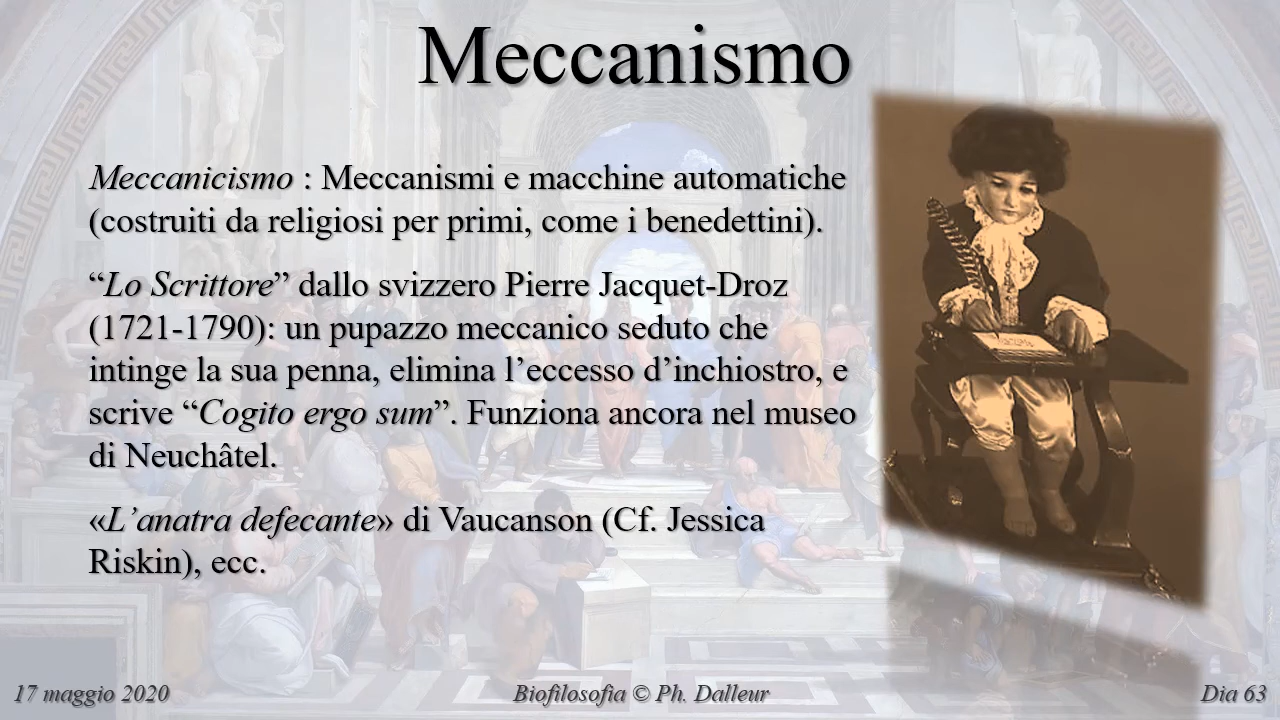 Meccanismo
Meccanicismo : Meccanismi e macchine automatiche
(costruiti da religiosi per primi, come i benedettini).
“Lo Scrittore” dallo svizzero Pierre Jacquet-Droz
(1721-1790): un pupazzo meccanico seduto che
intinge la sua penna, elimina l’eccesso d’inchiostro, e
scrive “Cogito ergo sum”. Funziona ancora nel museo
di Neuchâtel.
«L’anatra defecante» di Vaucanson (Cf. Jessica
Riskin), ecc.
17 maggio 2020
Biofilosofia © Ph. Dalleur
Dia 63